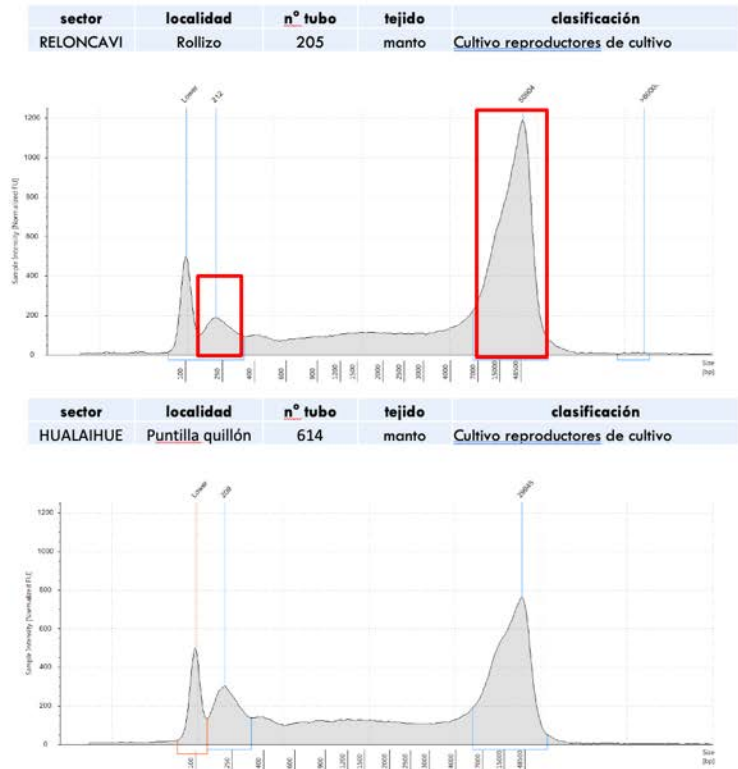 sector localidad nº tubo tejido clasificación
RELONCAVI Rollizo 205 manto Cultivo reproductores de cultivo
Lower 212
1200
1000
800
600
400
200
0
Sample Intensity [Normalized FU]
100 250 400 600 900 1200 1500 2000 2500 3000 4000 7000 15000 48500
Size
[bp]
sector localidad nº tubo tejido clasificación
HUALAIHUE Puntilla quillón 614 manto Cultivo reproductores de cultivo
Lower 209
1200
1000
800
600
400
200
0
Sample Intensity [Normalized FU]
100 250 400 600 900 1200 1500 2000 2500 3000 4000 7000 15000 48500
Size
[bp]